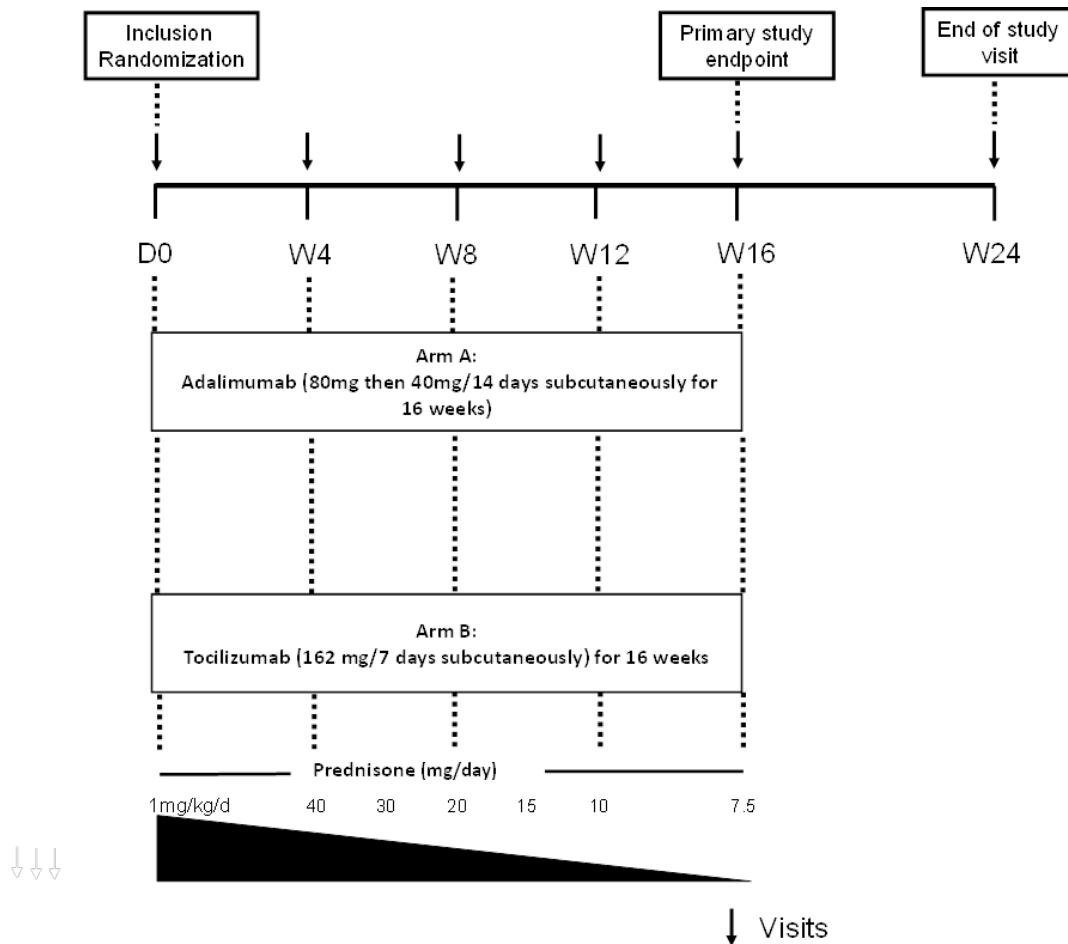 Inclusion
Randomization
Primary study
endpoint
End of study
visit
D0 W4 W8 W12 W16 W24
Arm A:
Adalimumab (80mg then 40mg/14 days subcutaneously for
16 weeks)
Arm B:
Tocilizumab (162 mg/7 days subcutaneously) for 16 weeks
Prednisone (mg/day)
1mg/kg/d 40 30 20 15 10 7.5
Visits